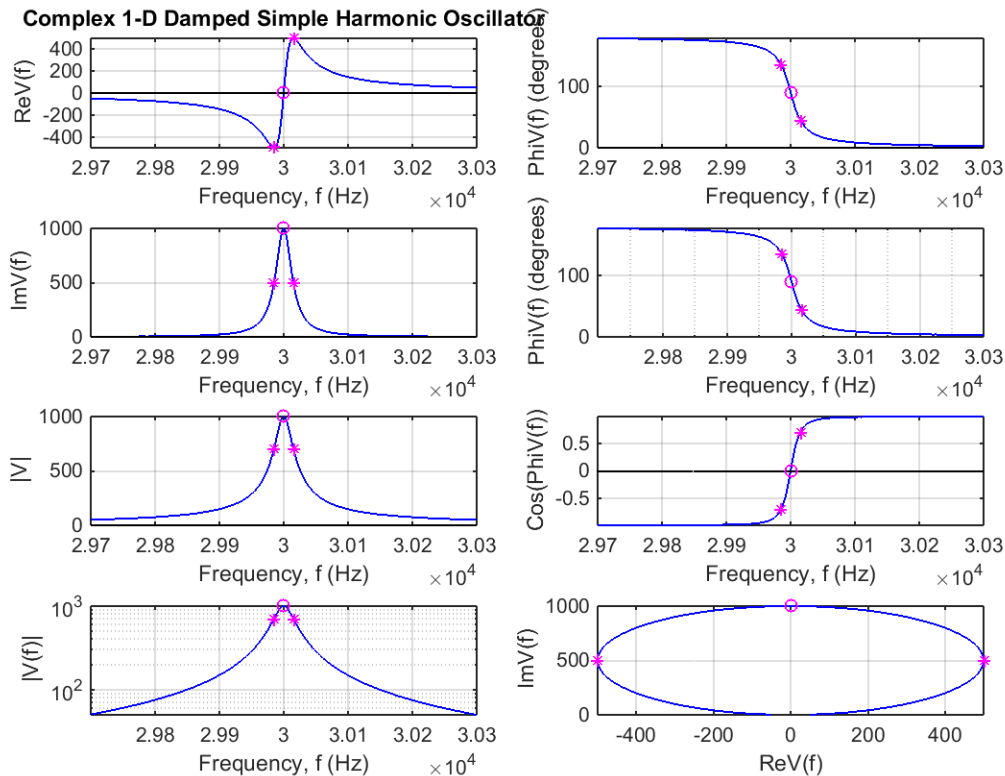 Complex 1-D Damped Simple Harmonic Oscillator
ReV(f)
400
200
0
-200
-400
2.97 2.98 2.99 3 3.01 3.02 3.03
Frequency, f (Hz) ×10^4
PhiV(f) (degrees)
100
0
2.97 2.98 2.99 3 3.01 3.02 3.03
Frequency, f (Hz) ×10^4
ImV(f)
1000
500
0
2.97 2.98 2.99 3 3.01 3.02 3.03
Frequency, f (Hz) ×10^4
PhiV(f) (degrees)
100
0
2.98 2.99 3 3.01 3.02 3.03
Frequency, f (Hz) ×10^4
|V|
1000
500
0
2.97 2.98 2.99 3 3.01 3.02 3.03
Frequency, f (Hz) ×10^4
Cos(PhiV(f))
0.5
0
-0.5
2.97 2.98 2.99 3 3.01 3.02 3.03
Frequency, f (Hz) ×10^4
|V(f)|
10^3
10^2
2.98 2.99 3 3.01 3.02 3.03
Frequency, f (Hz) ×10^4
ImV(f)
1000
500
0
-400 -200 0 200 400
ReV(f)